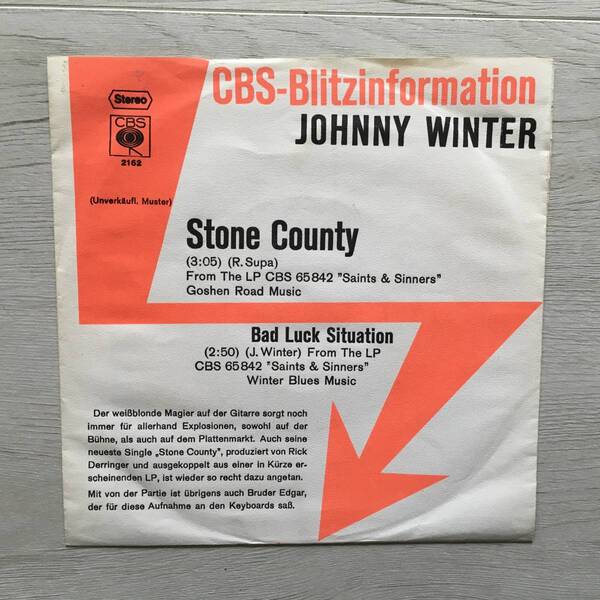 CBS-Blitzinformation
JOHNNY WINTER
Stereo
CBS
2162
(Unverkäufl. Muster)
Stone County
(3:05) (R. Supa)
From The LP CBS 65842 "Saints & Sinners"
Goshen Road Music
Bad Luck Situation
(2:50) (J. Winter) From The LP
CBS 65842 "Saints & Sinners"
Winter Blues Music
Der weißblonde Magier auf der Gitarre sorgt noch
immer für allerhand Explosionen, sowohl auf der
Bühne, als auch auf dem Plattenmarkt. Auch seine
neueste Single „Stone County", produziert von Rick
Derringer und ausgekoppelt aus einer in Kürze er-
scheinenden LP, ist wieder so recht dazu angetan.
Mit von der Partie ist übrigens auch Bruder Edgar,
der für diese Aufnahme an den Keyboards saß.